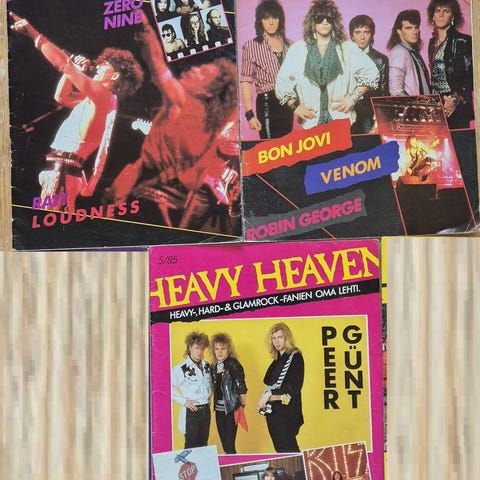 ZERO
NINE
RATT
LOUDNESS
BON JOVI
VENOM
ROBIN GEORGE
5/85
HEAVY HEAVEN
HEAVY-, HARD- & GLAMROCK -FANIEN OMA LEHTI.
PEER
GÜNT
STOP